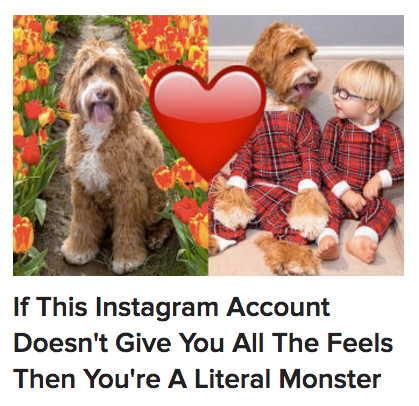 If This Instagram Account
Doesn't Give You All The Feels
Then You're A Literal Monster